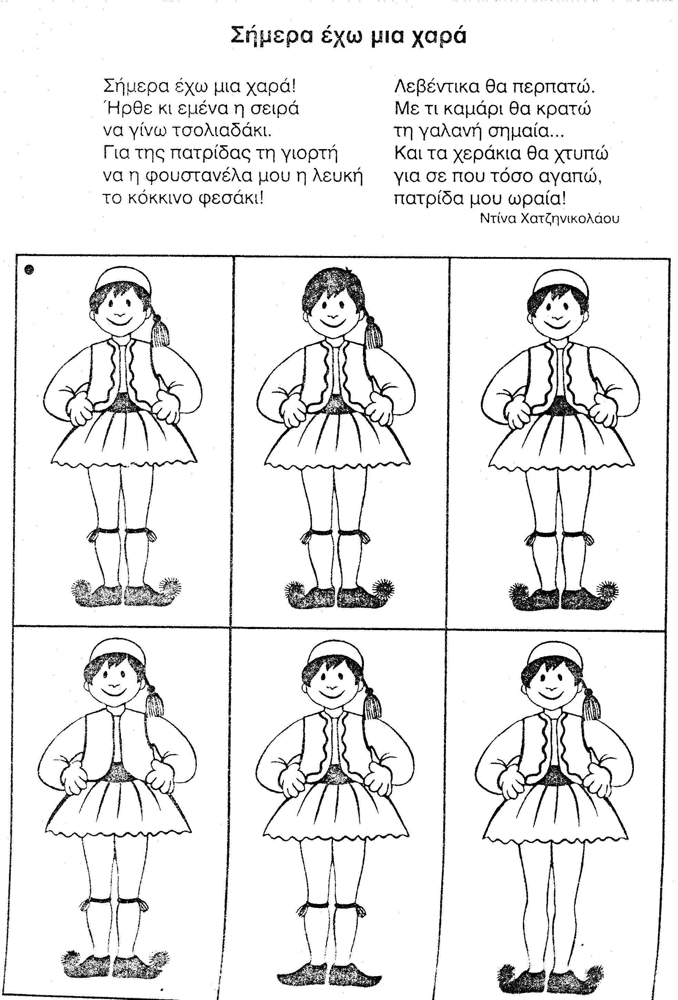 Σήμερα έχω μια χαρά
Σήμερα έχω μια χαρά!
Ήρθε κι εμένα η σειρά
να γίνω τσολιαδάκι.
Για της πατρίδας τη γιορτή
να η φουστανέλα μου η λευκή
το κόκκινο φεσάκι!
Λεβέντικα θα περπατώ.
Με τι καμάρι θα κρατώ
τη γαλανή σημαία...
Και τα χεράκια θα χτυπώ
για σε που τόσο αγαπώ,
πατρίδα μου ωραία!
Ντίνα Χατζηνικολάου